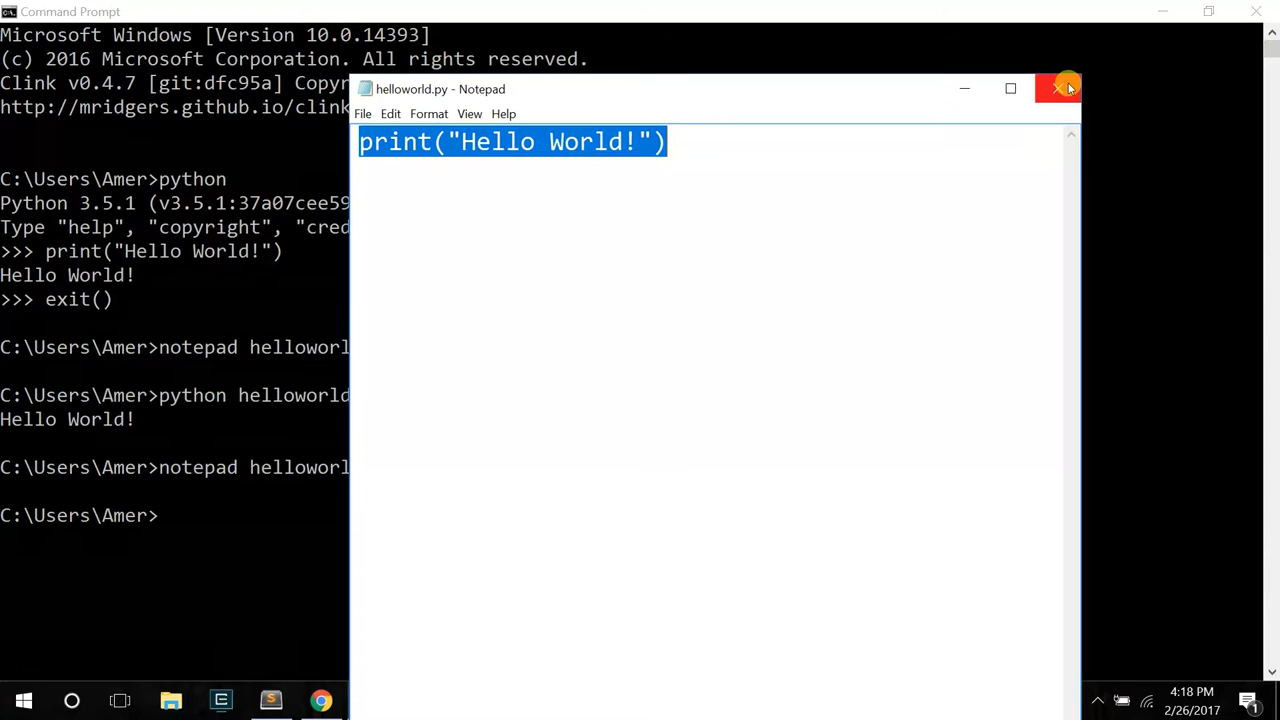 Command Prompt
Microsoft Windows [Version 10.0.14393]
(c) 2016 Microsoft Corporation. All rights reserved.
Clink v0.4.7 [git:dfc95a] Copyr
http://mridgers.github.io/clink
C:\Users\Amer>python
Python 3.5.1 (v3.5.1:37a07cee59
Type "help", "copyright", "cred
>>> print("Hello World!")
Hello World!
>>> exit()
C:\Users\Amer>notepad helloworl
C:\Users\Amer>python helloworld
Hello World!
C:\Users\Amer>notepad helloworl
C:\Users\Amer>
helloworld.py - Notepad
File Edit Format View Help
print("Hello World!")
4:18 PM
2/26/2017
1